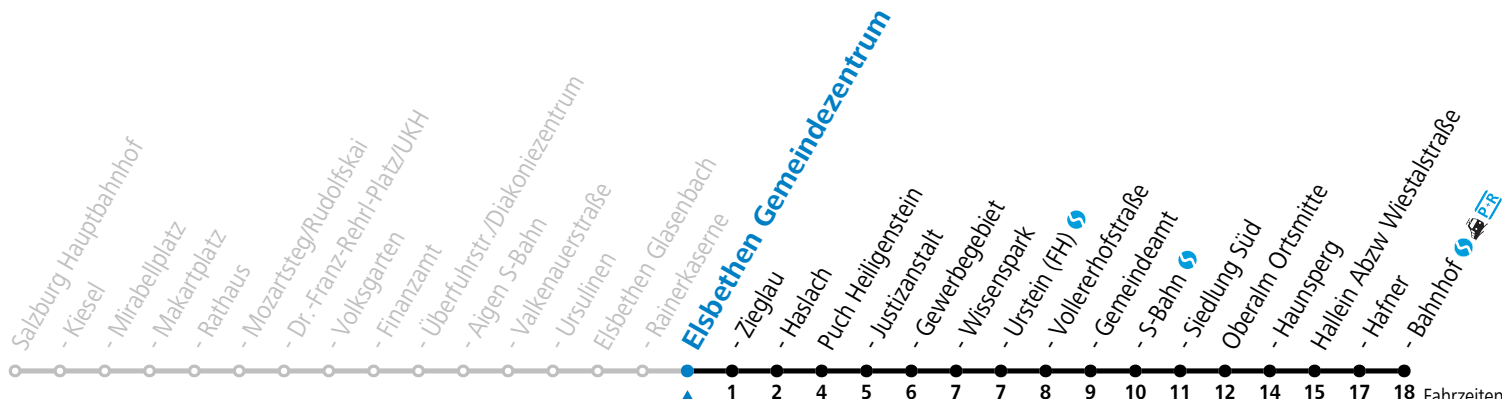 Salzburg Hauptbahnhof
- Kiesel
- Mirabellplatz
- Makartplatz
- Rathaus
- Mozartsteg/Rudolfskai
- Dr.-Franz-Rehrl-Platz/UKH
- Volksgarten
- Finanzamt
- Überfuhrstr./Diakoniezentrum
- Aigen S-Bahn
- Valkenauerstraße
- Ursulinen
Elsbethen Glasenbach
- Rainerkaserne
Elsbethen Gemeindezentrum
- Zieglau
- Haslach
Puch Heiligenstein
- Justizanstalt
- Gewerbegebiet
- Wissenspark
- Urstein (FH)
- Vollererhofstraße
- Gemeindeamt
- S-Bahn
- Siedlung Süd
Oberalm Ortsmitte
- Haunsperg
Hallein Abzw Wiestalstraße
- Hafner
- Bahnhof P+R
1 2 4 5 6 7 7 8 9 10 11 12 14 15 17 18 Fahrzeiten